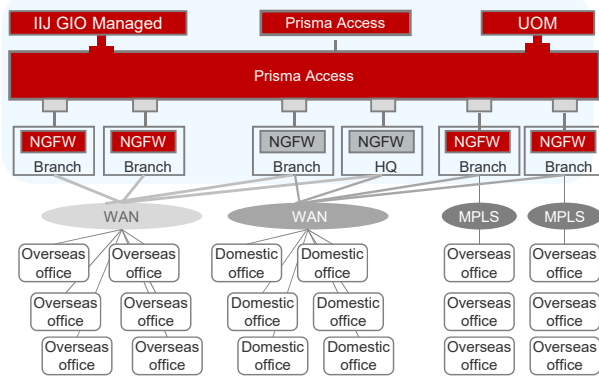 IIJ GIO Managed
Prisma Access
UOM
Prisma Access
NGFW
NGFW
NGFW
NGFW
NGFW
NGFW
Branch
Branch
Branch
HQ
Branch
Branch
WAN
WAN
MPLS
MPLS
Overseas
office
Overseas
office
Domestic
office
Domestic
office
Overseas
office
Overseas
office
Overseas
office
Overseas
office
Domestic
office
Domestic
office
Overseas
office
Overseas
office
Overseas
office
Overseas
office
Domestic
office
Domestic
office
Overseas
office
Overseas
office